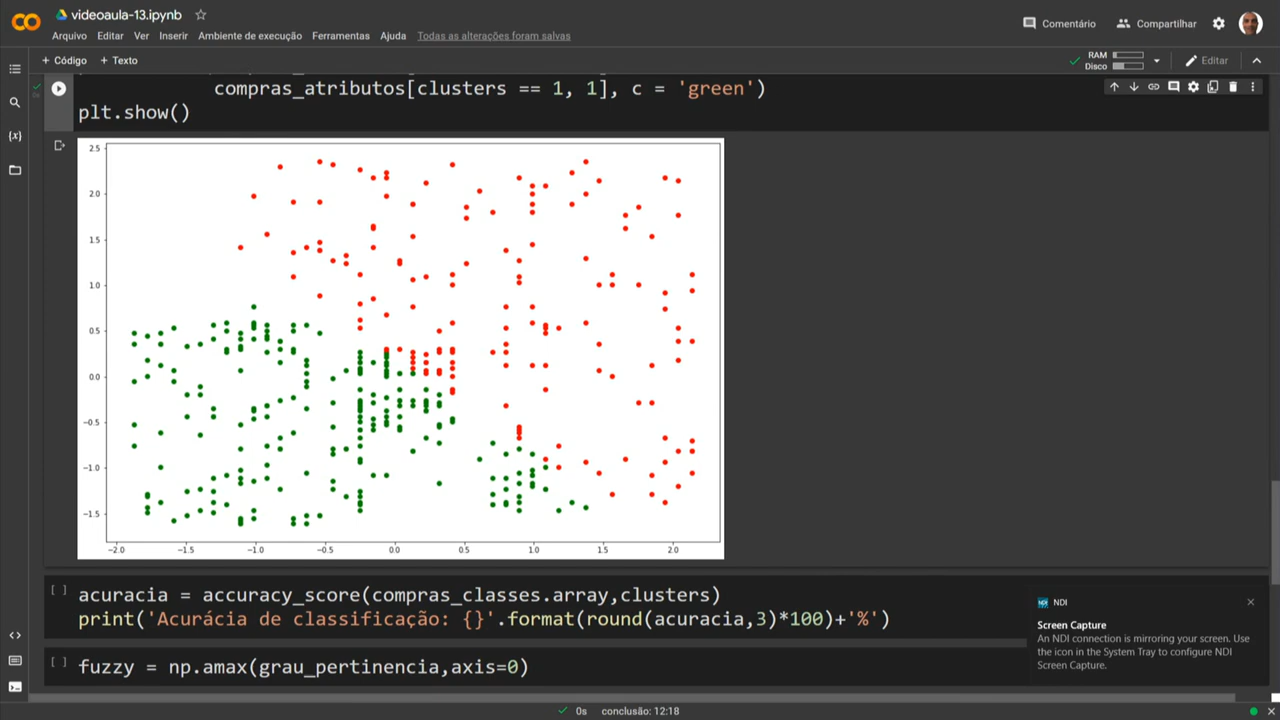 videoaula-13.ipynb
Comentário
Compartilhar
Arquivo Editar Ver Inserir Ambiente de execução Ferramentas Ajuda Todas as alterações foram salvas
+ Código + Texto
RAM
Disco
Editar
compras_atributos[clusters == 1, 1], c = 'green')
plt.show()
2.5
2.0
1.5
1.0
0.5
0.0
−0.5
−1.0
−1.5
−2.0 −1.5 −1.0 −0.5 0.0 0.5 1.0 1.5 2.0
[ ] acuracia = accuracy_score(compras_classes.array,clusters)
print('Acurácia de classificação: {}'.format(round(acuracia,3)*100)+'%')
[ ] fuzzy = np.amax(grau_pertinencia,axis=0)
NDI
Screen Capture
An NDI connection is mirroring your screen. Use
the icon in the System Tray to configure NDI
Screen Capture.
0s conclusão: 12:18